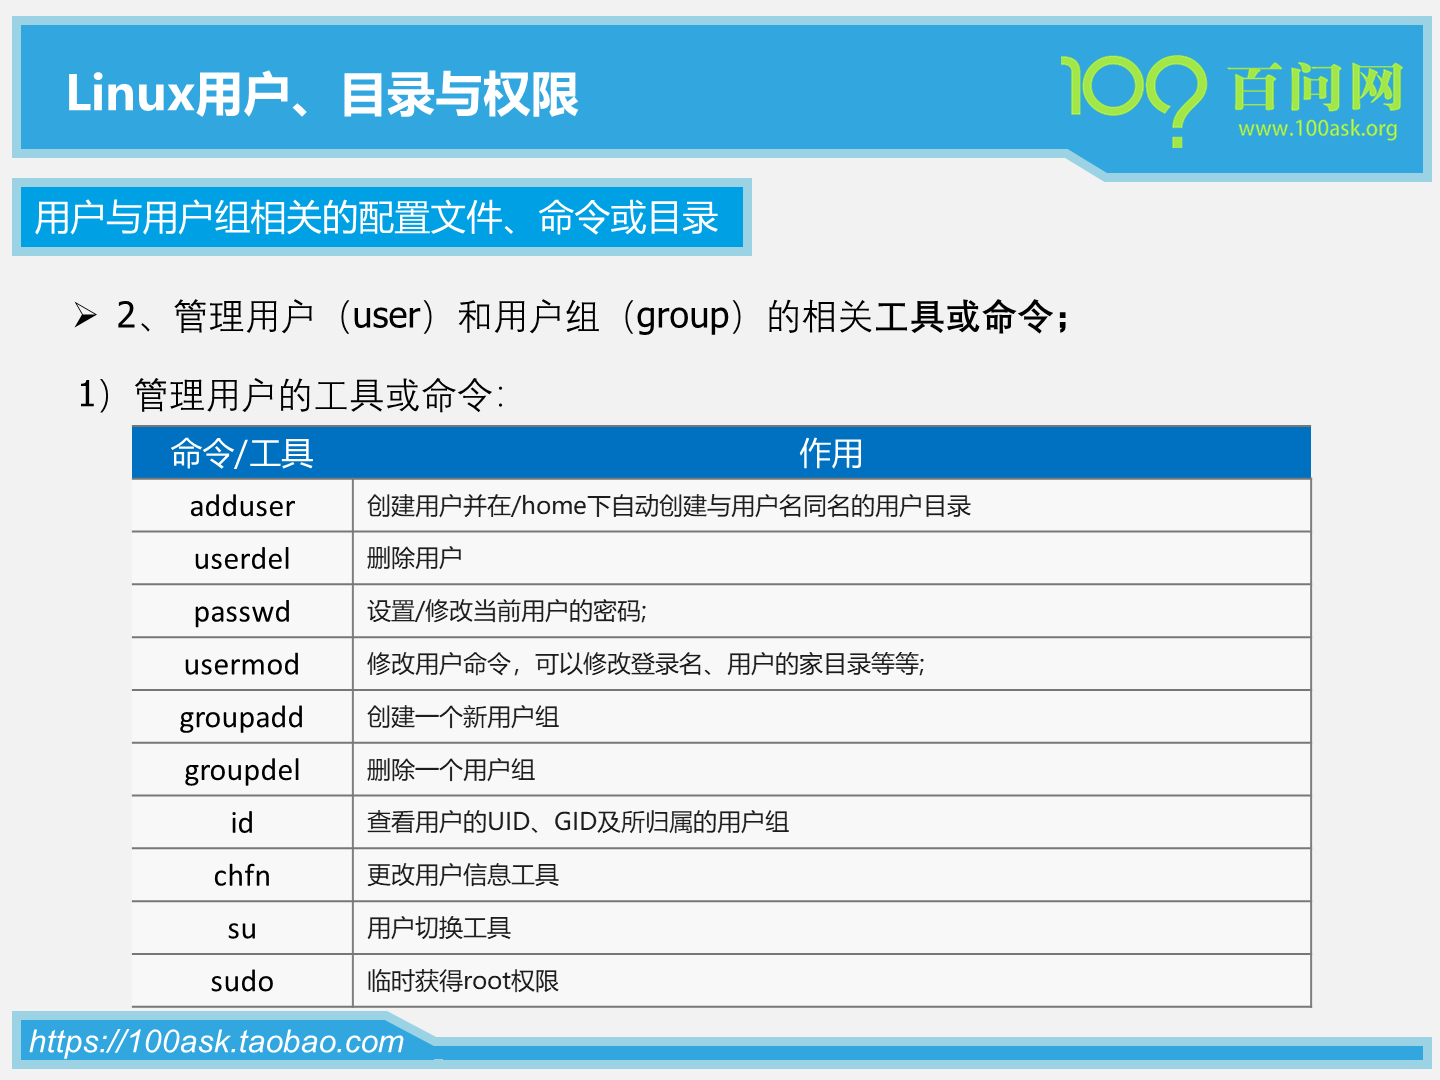 Linux用户、目录与权限
100?
百问网
www.100ask.org
用户与用户组相关的配置文件、命令或目录
➢ 2、管理用户（user）和用户组（group）的相关工具或命令；
1）管理用户的工具或命令：
命令/工具 作用
adduser 创建用户并在/home下自动创建与用户名同名的用户目录
userdel 删除用户
passwd 设置/修改当前用户的密码;
usermod 修改用户命令，可以修改登录名、用户的家目录等等;
groupadd 创建一个新用户组
groupdel 删除一个用户组
id 查看用户的UID、GID及所归属的用户组
chfn 更改用户信息工具
su 用户切换工具
sudo 临时获得root权限
https://100ask.taobao.com